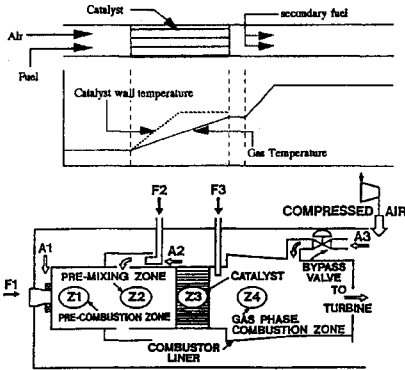 Catalyst
secondary fuel
Air
Fuel
Catalyst wall temperature
Gas Temperature
F2
F3
COMPRESSED AIR
A1
A2
A3
PRE-MIXING ZONE
CATALYST
BYPASS VALVE
F1
Z1
Z2
Z3
Z4
TO TURBINE
PRE-COMBUSTION ZONE
GAS PHASE COMBUSTION ZONE
COMBUSTOR LINER